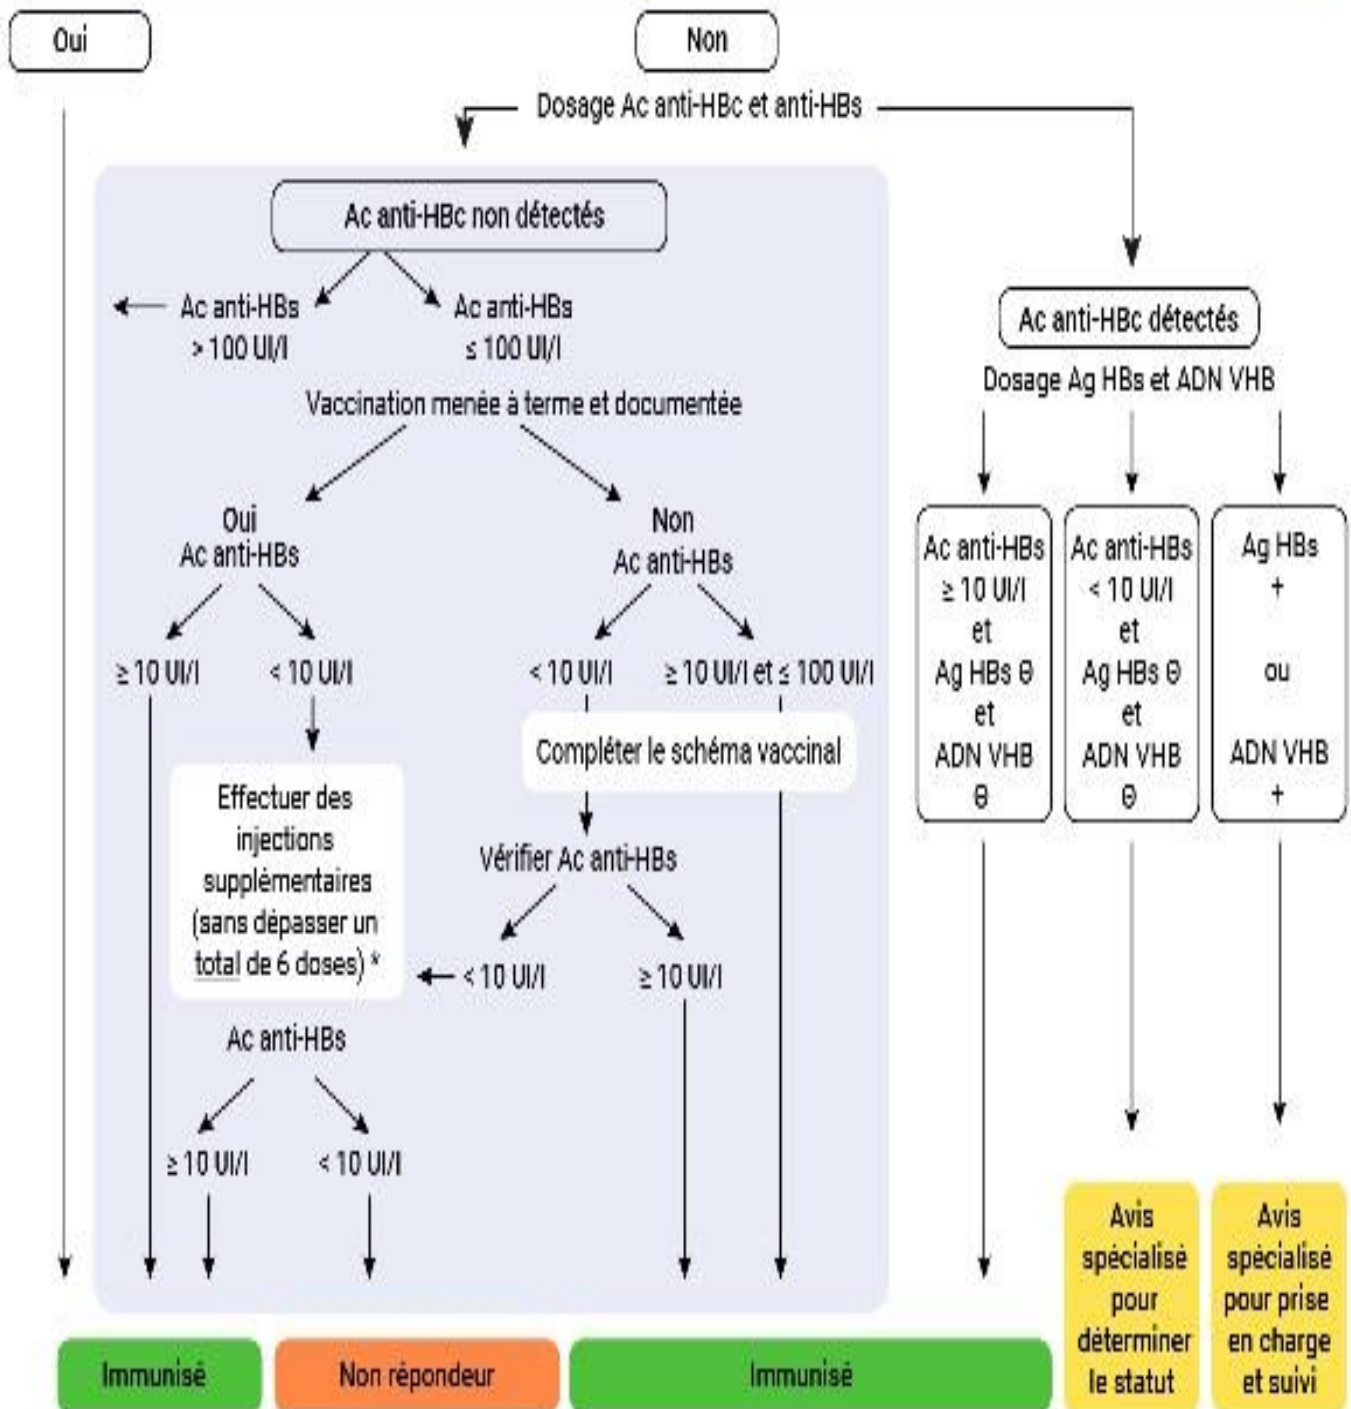 Oui
Non
Dosage Ac anti-HBc et anti-HBs
Ac anti-HBc non détectés
Ac anti-HBs
> 100 UI/l
Ac anti-HBs
≤ 100 UI/l
Vaccination menée à terme et documentée
Oui
Ac anti-HBs
≥ 10 UI/l
< 10 UI/l
Non
Ac anti-HBs
< 10 UI/l
≥ 10 UI/l et ≤ 100 UI/l
Compléter le schéma vaccinal
Effectuer des
injections
supplémentaires
(sans dépasser un
total de 6 doses) *
Vérifier Ac anti-HBs
< 10 UI/l
≥ 10 UI/l
Ac anti-HBs
≥ 10 UI/l
< 10 UI/l
Ac anti-HBc détectés
Dosage Ag HBs et ADN VHB
Ac anti-HBs
≥ 10 UI/l
et
Ag HBs Θ
et
ADN VHB
Θ
Ac anti-HBs
< 10 UI/l
et
Ag HBs Θ
et
ADN VHB
Θ
Ag HBs
+
ou
ADN VHB
+
Immunisé
Non répondeur
Immunisé
Avis
spécialisé
pour
déterminer
le statut
Avis
spécialisé
pour prise
en charge
et suivi